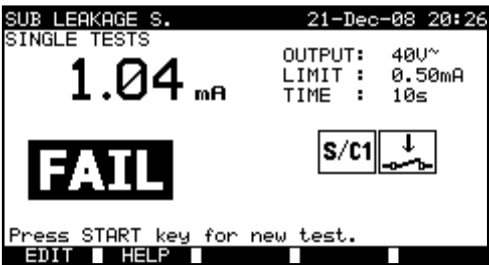 SUB LEAKAGE S. 21-Dec-08 20:26
SINGLE TESTS
1.04 mA
OUTPUT: 40V~
LIMIT : 0.50mA
TIME : 10s
FAIL
S/C1
Press START key for new test.
EDIT HELP